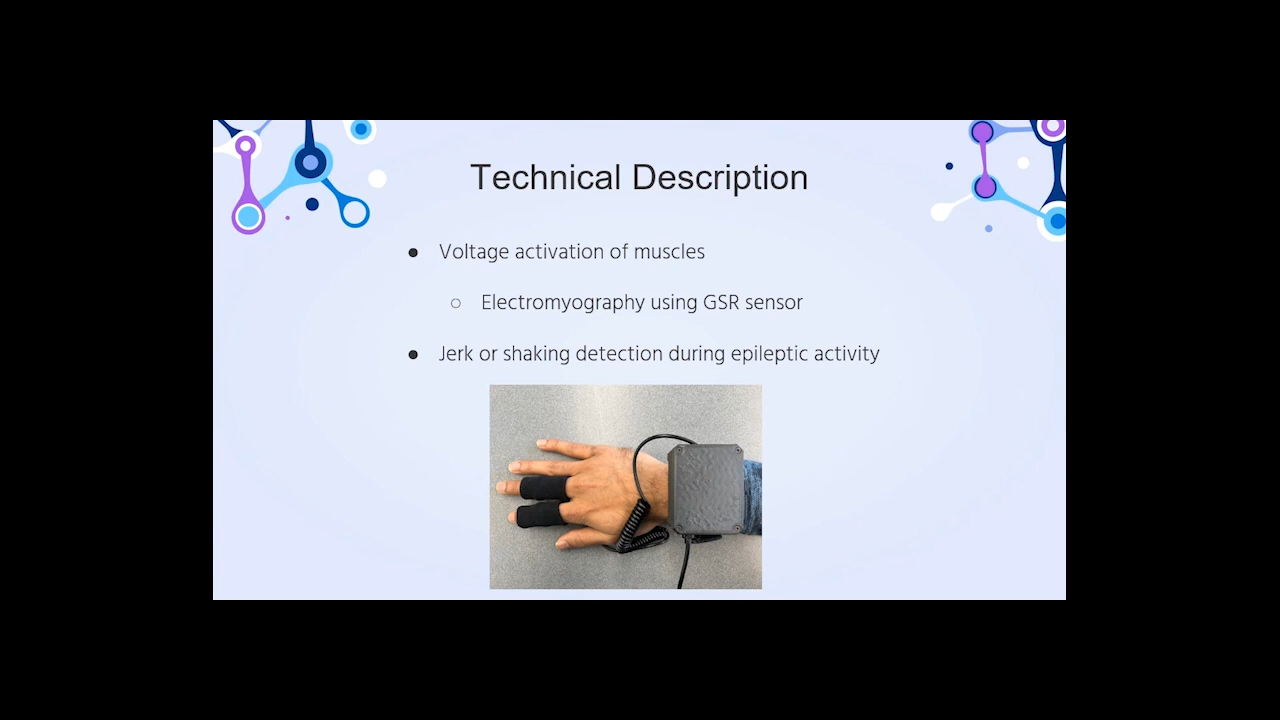 Technical Description
● Voltage activation of muscles
○ Electromyography using GSR sensor
● Jerk or shaking detection during epileptic activity